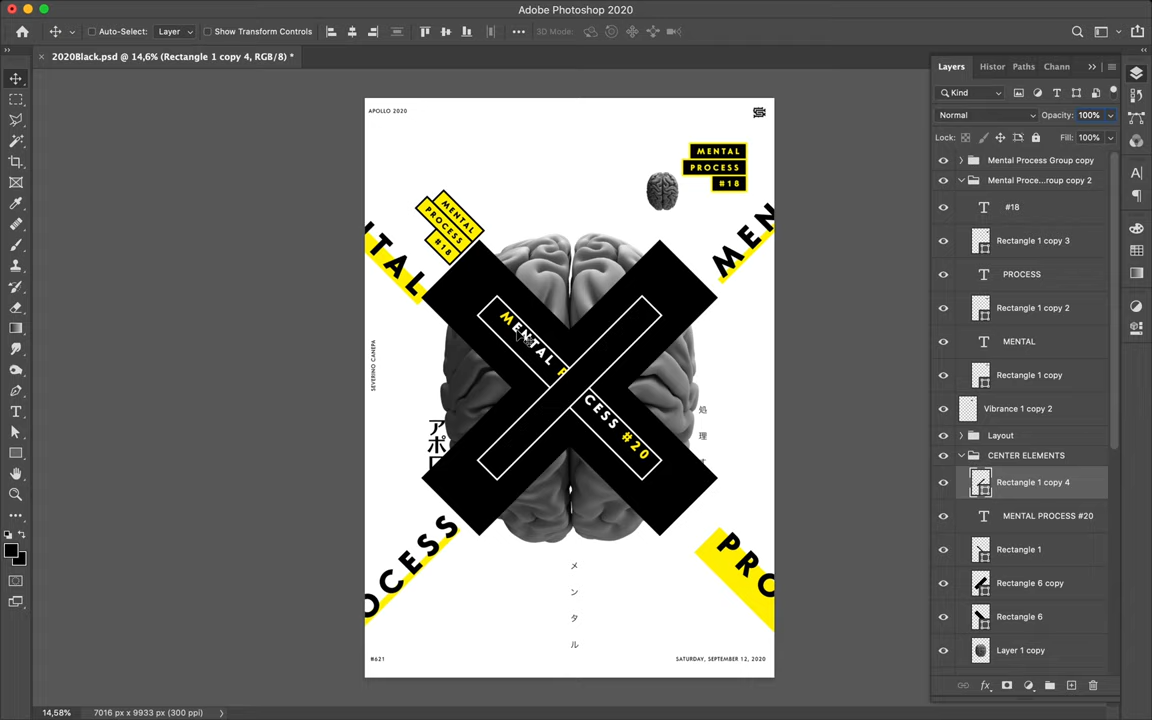 Adobe Photoshop 2020
Auto-Select:
Layer
Show Transform Controls
3D Mode:
2020Black.psd @ 14,6% (Rectangle 1 copy 4, RGB/8) *
Layers
Histor
Paths
Chann
Kind
Normal
Opacity:
100%
Lock:
Fill:
100%
Mental Process Group copy
Mental Proce...roup copy 2
#18
Rectangle 1 copy 3
PROCESS
Rectangle 1 copy 2
MENTAL
Rectangle 1 copy
Vibrance 1 copy 2
Layout
CENTER ELEMENTS
Rectangle 1 copy 4
MENTAL PROCESS #20
Rectangle 1
Rectangle 6 copy
Rectangle 6
Layer 1 copy
APOLLO 2020
MENTAL
PROCESS
#18
MENTAL
PROCESS
#18
NTAL
MEN
MENTAL P
CESS #20
SEVERINO CANEPA
アポロ
処理
OCESS
PRO
メンタル
#621
SATURDAY, SEPTEMBER 12, 2020
14,58%
7016 px x 9933 px (300 ppi)